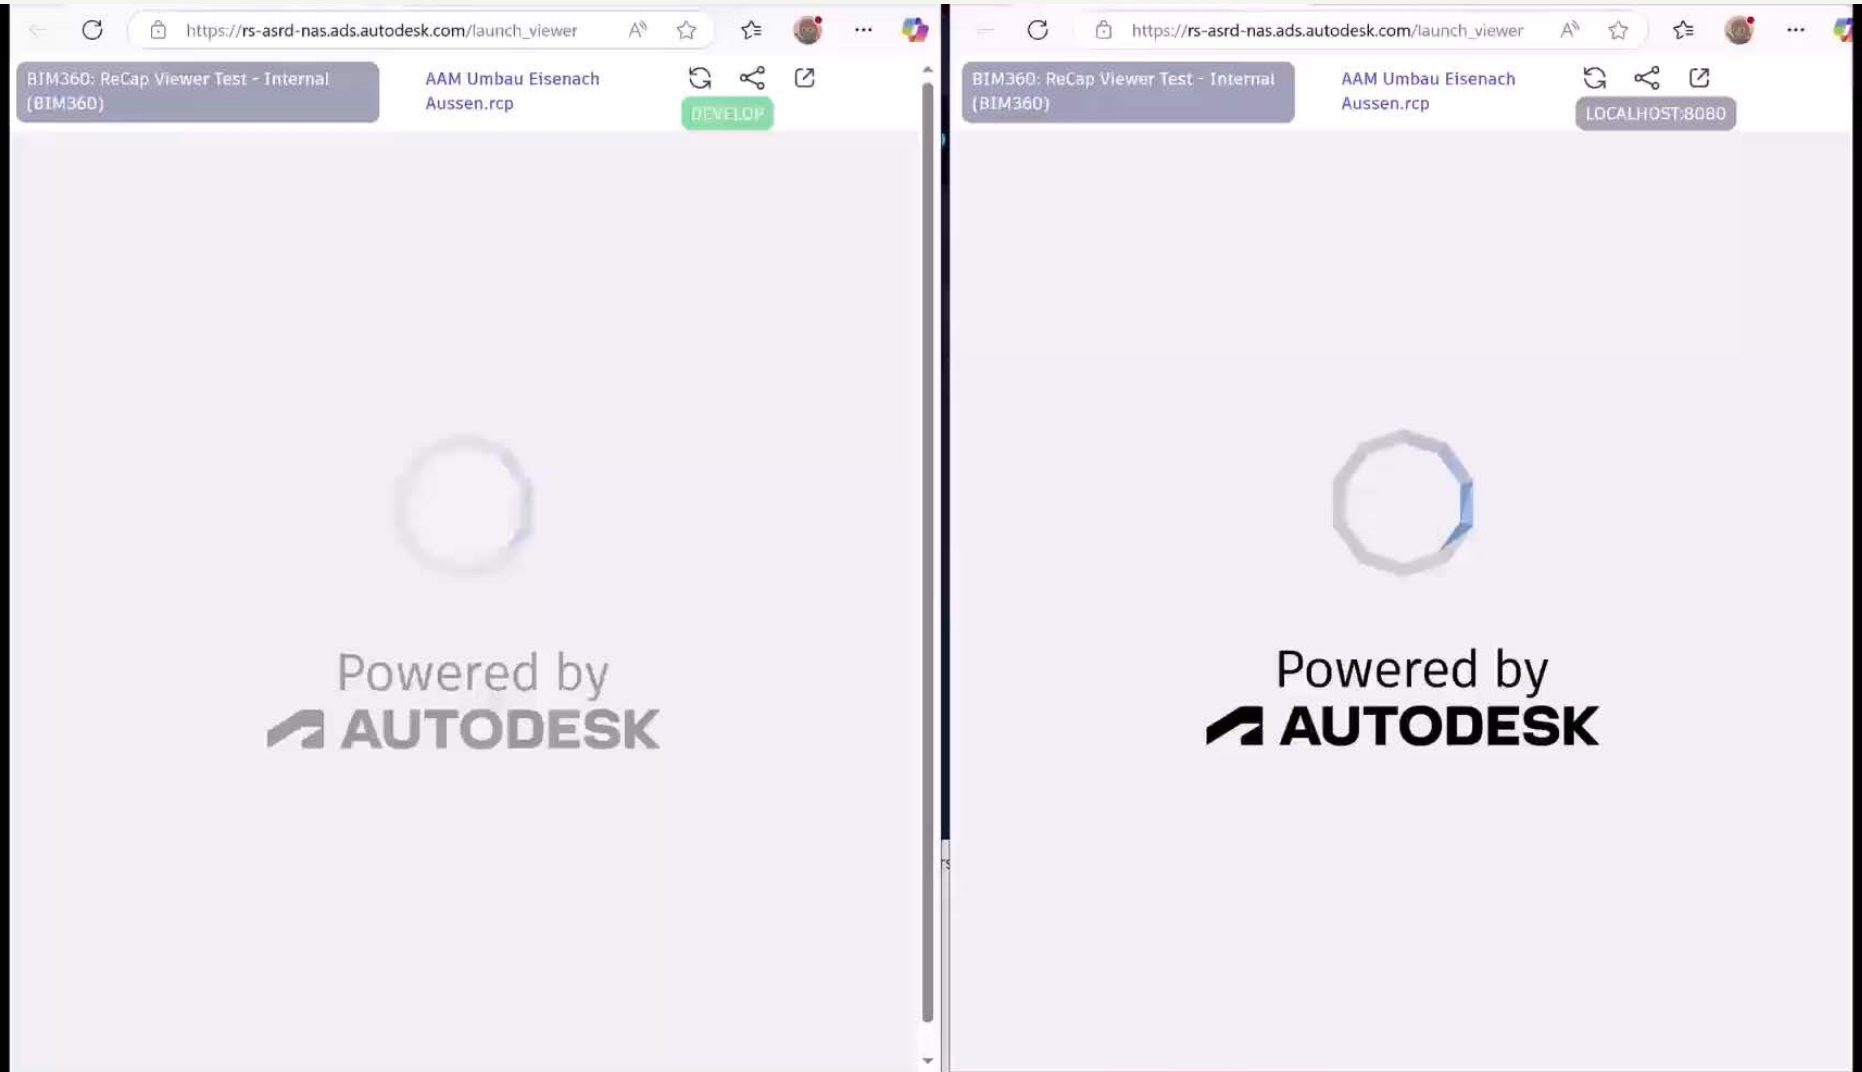 https://rs-asrd-nas.ads.autodesk.com/launch_viewer
BIM360: ReCap Viewer Test - Internal
(BIM360)
AAM Umbau Eisenach
Aussen.rcp
DEVELOP
Powered by
AUTODESK
https://rs-asrd-nas.ads.autodesk.com/launch_viewer
BIM360: ReCap Viewer Test - Internal
(BIM360)
AAM Umbau Eisenach
Aussen.rcp
LOCALHOST:8080
Powered by
AUTODESK